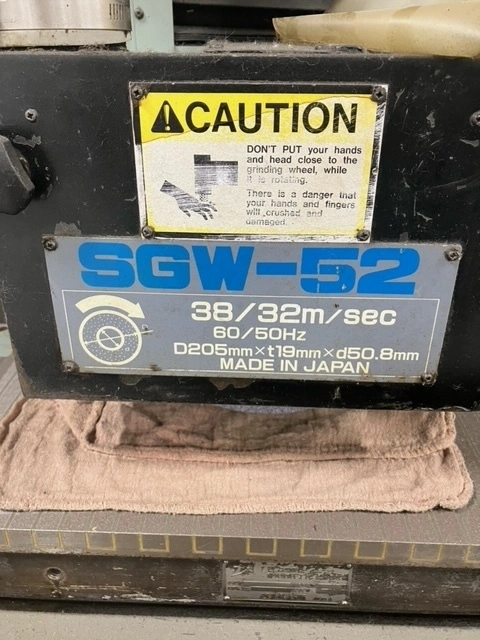 CAUTION
DON'T PUT your hands
and head close to the
grinding wheel, while
it is rotating.
There is a danger that
your hands and fingers
will crushed and
damaged.
SGW-52
38/32m/sec
60/50Hz
D205mm×t19mm×d50.8mm
MADE IN JAPAN